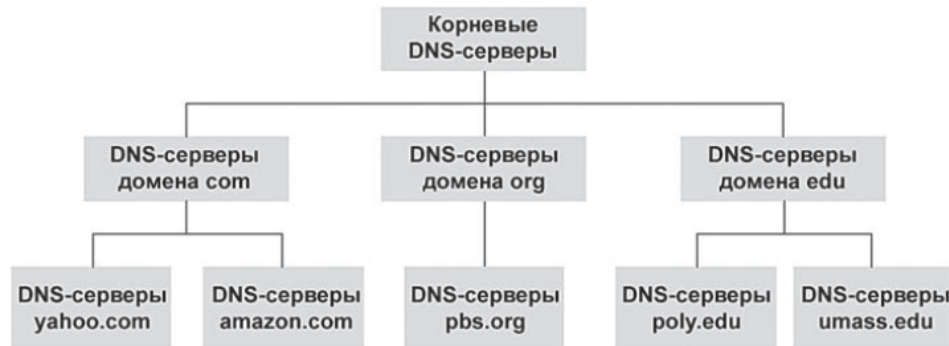 Корневые
DNS-серверы
DNS-серверы
домена com
DNS-серверы
домена org
DNS-серверы
домена edu
DNS-серверы
yahoo.com
DNS-серверы
amazon.com
DNS-серверы
pbs.org
DNS-серверы
poly.edu
DNS-серверы
umass.edu